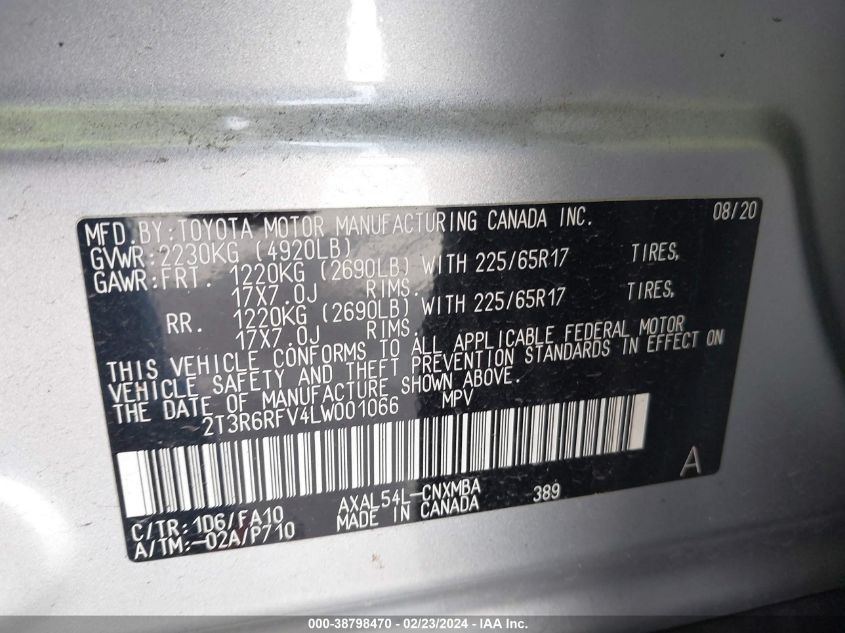 MFD.BY:TOYOTA MOTOR MANUFACTURING CANADA INC. 08/20
GVWR:2230KG (4920LB)
GAWR:FRT. 1220KG (2690LB) WITH 225/65R17 TIRES,
17X7.0J RIMS.
RR. 1220KG (2690LB) WITH 225/65R17 TIRES,
17X7.0J RIMS.
THIS VEHICLE CONFORMS TO ALL APPLICABLE FEDERAL MOTOR
VEHICLE SAFETY AND THEFT PREVENTION STANDARDS IN EFFECT ON
THE DATE OF MANUFACTURE SHOWN ABOVE.
2T3R6RFV4LW001066 MPV
A
C/TR:1D6/FA10 AXAL54L-CNXMBA 389
A/TM:-02A/P710 MADE IN CANADA
000-38798470 - 02/23/2024 - IAA Inc.